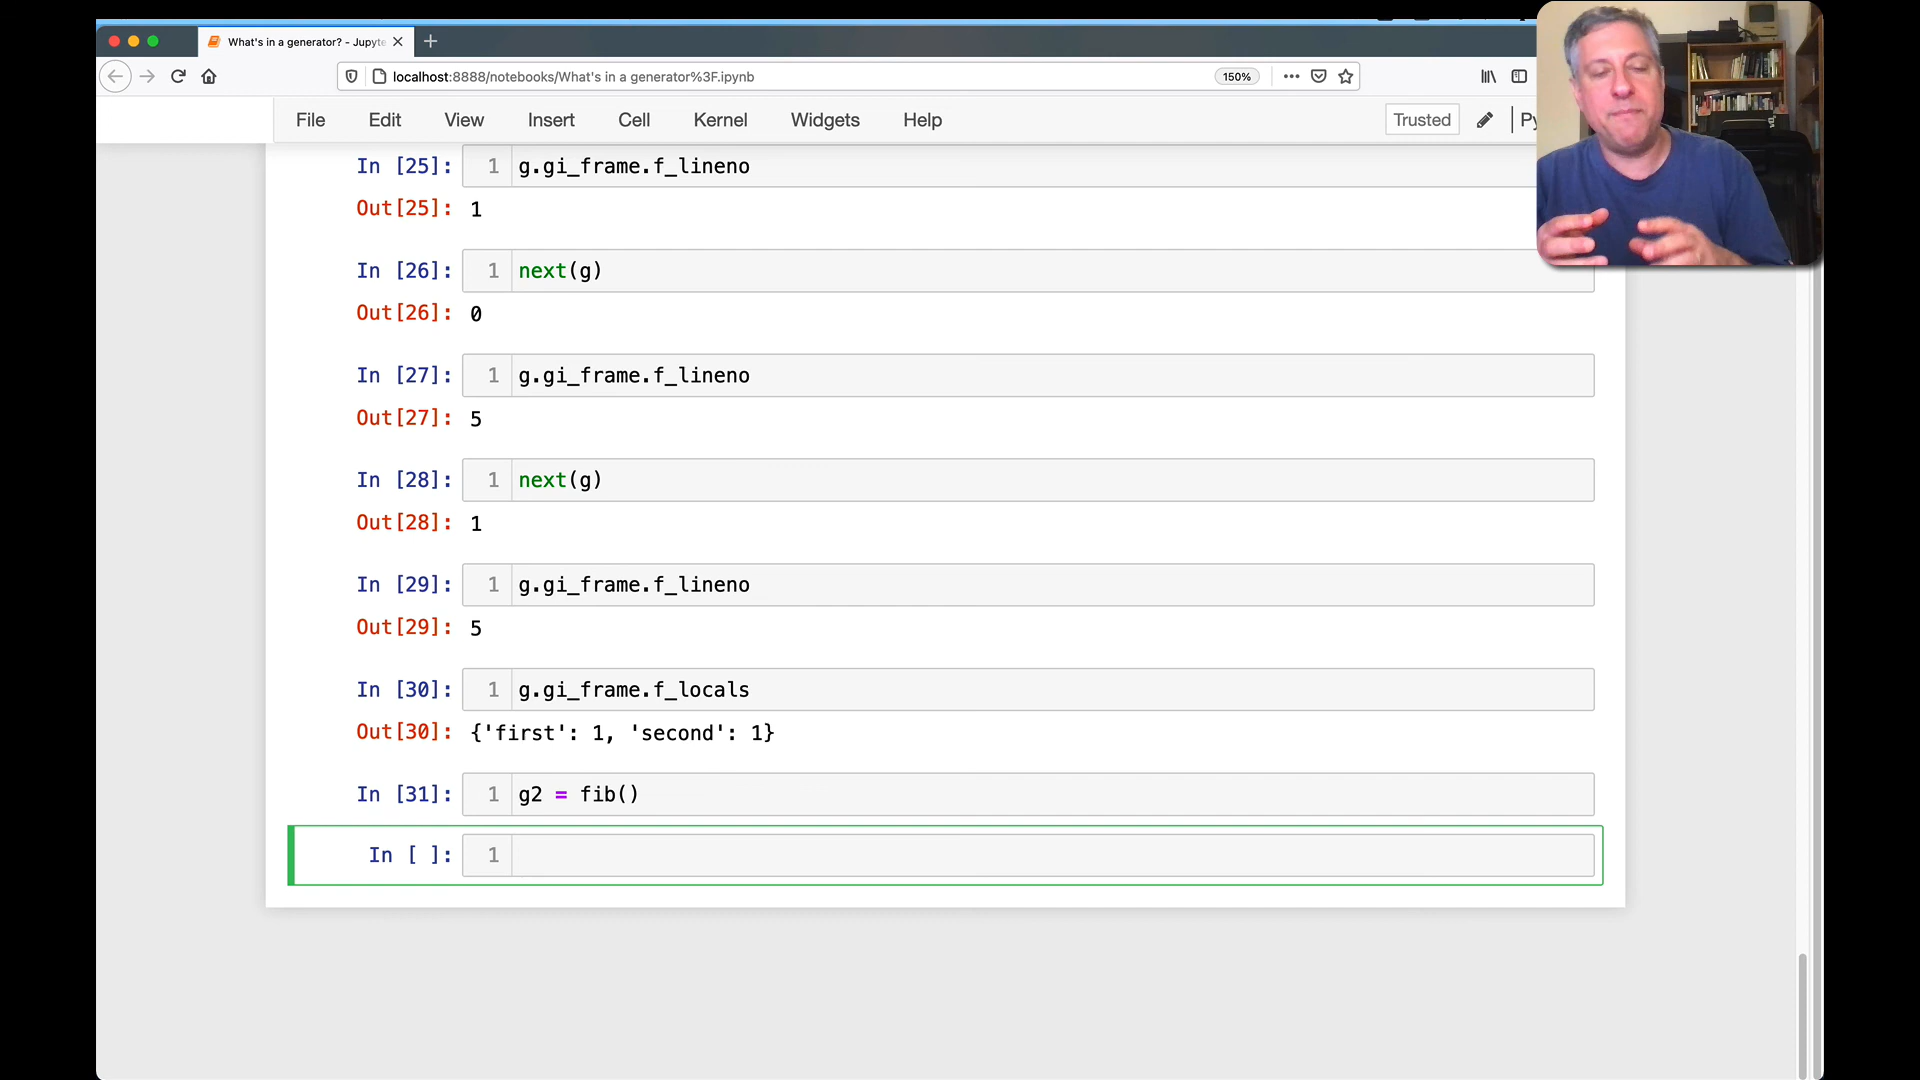 What's in a generator? - Jupyte
localhost:8888/notebooks/What's in a generator%3F.ipynb
150%
File Edit View Insert Cell Kernel Widgets Help
Trusted
Py
In [25]: 1 g.gi_frame.f_lineno
Out[25]: 1
In [26]: 1 next(g)
Out[26]: 0
In [27]: 1 g.gi_frame.f_lineno
Out[27]: 5
In [28]: 1 next(g)
Out[28]: 1
In [29]: 1 g.gi_frame.f_lineno
Out[29]: 5
In [30]: 1 g.gi_frame.f_locals
Out[30]: {'first': 1, 'second': 1}
In [31]: 1 g2 = fib()
In [ ]: 1